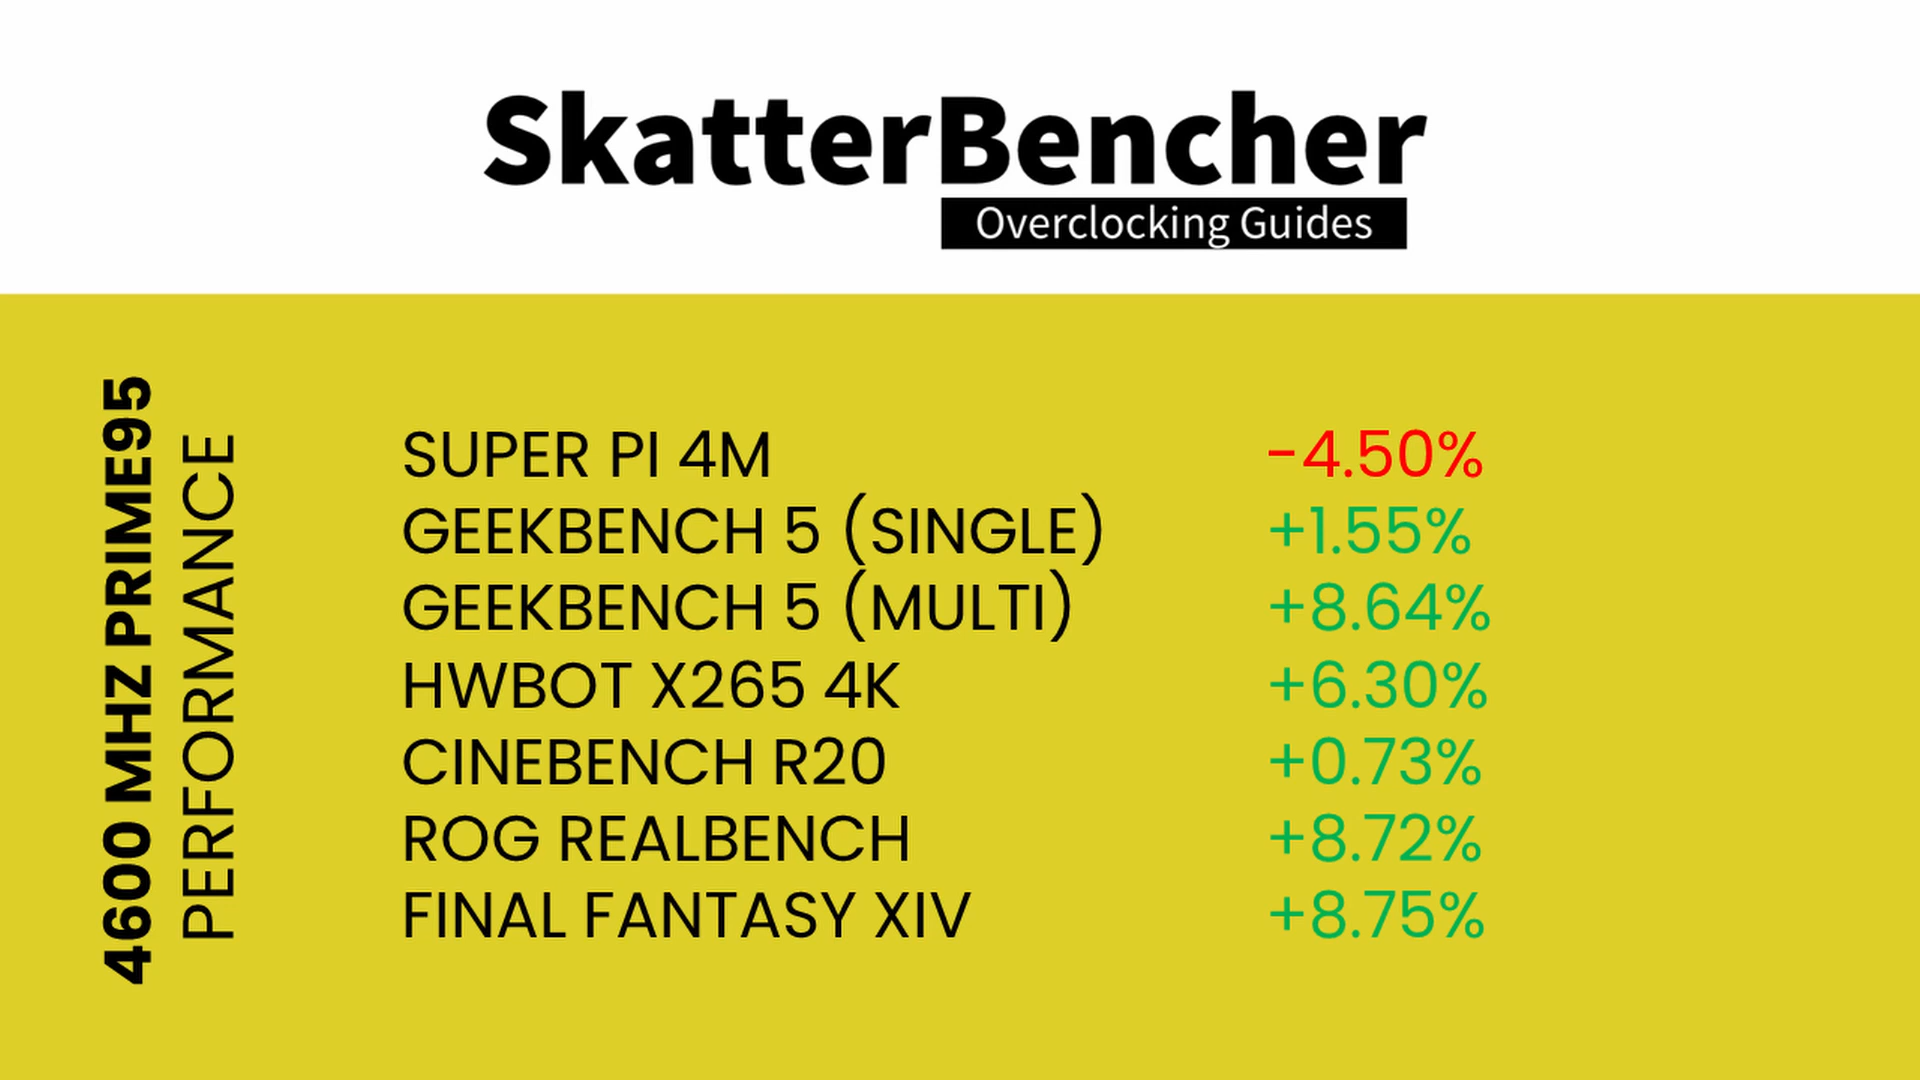 SkatterBencher
Overclocking Guides
4600 MHZ PRIME95
PERFORMANCE
SUPER PI 4M -4.50%
GEEKBENCH 5 (SINGLE) +1.55%
GEEKBENCH 5 (MULTI) +8.64%
HWBOT X265 4K +6.30%
CINEBENCH R20 +0.73%
ROG REALBENCH +8.72%
FINAL FANTASY XIV +8.75%